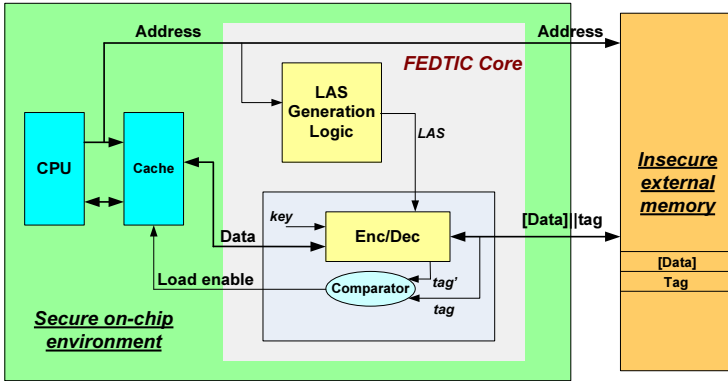 Address
Address
FEDTIC Core
LAS
Generation
Logic
LAS
CPU
Cache
Insecure
external
memory
key
[Data]||tag
Data
Enc/Dec
[Data]
Load enable
tag'
Tag
Comparator
tag
Secure on-chip
environment